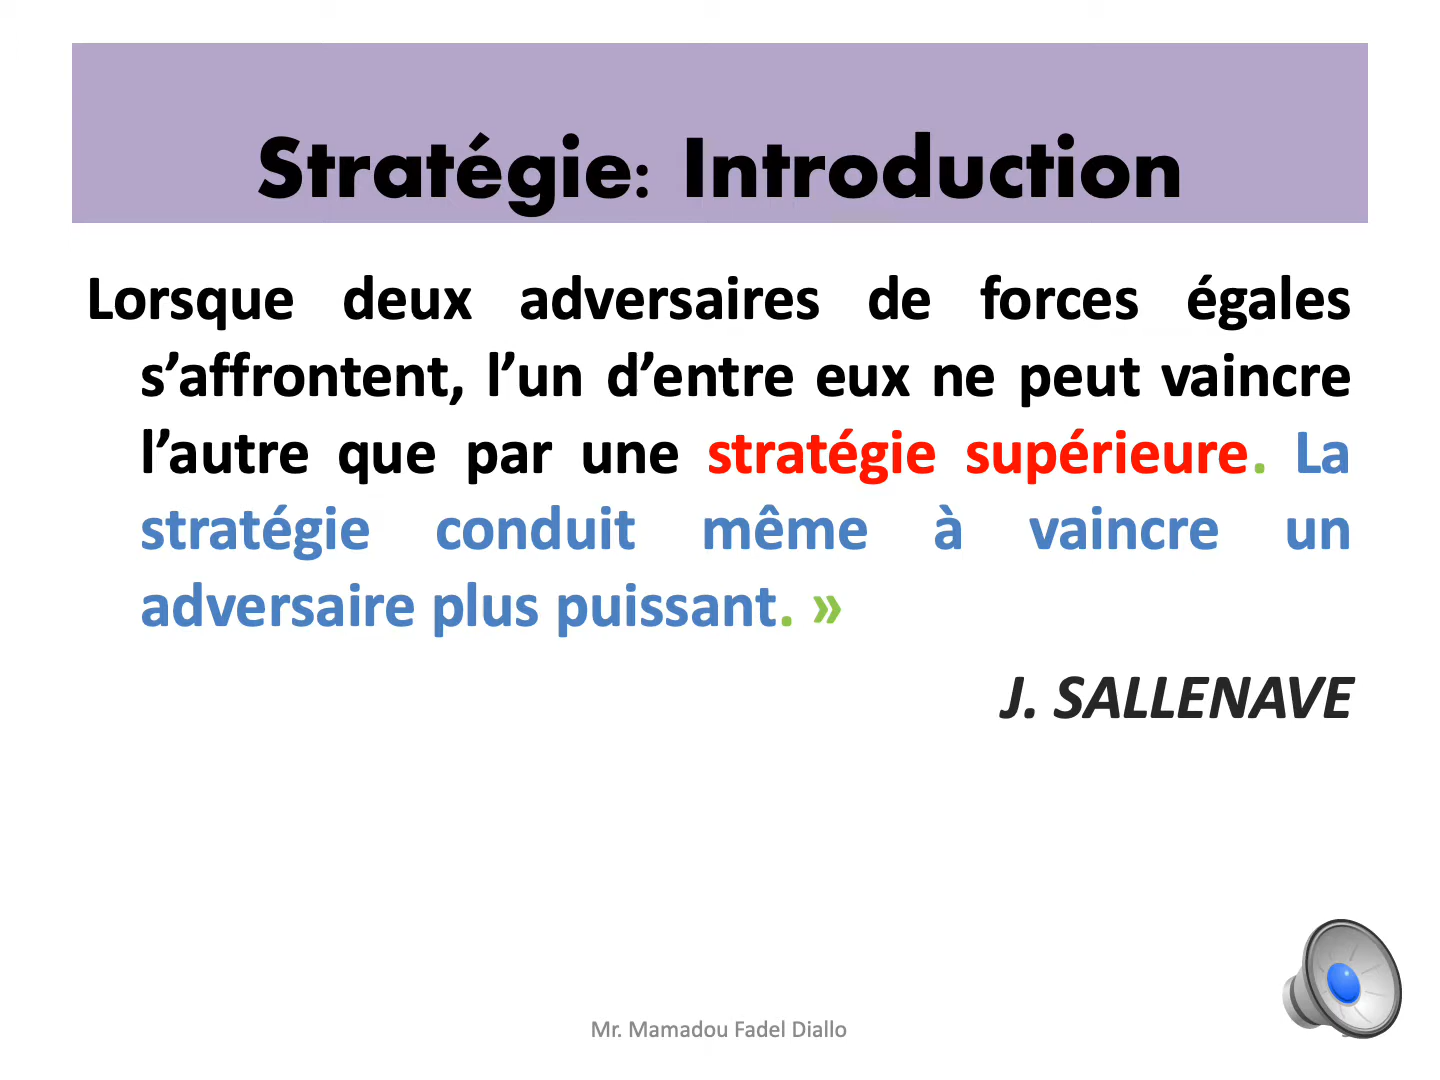 Stratégie: Introduction
Lorsque deux adversaires de forces égales
s’affrontent, l’un d’entre eux ne peut vaincre
l’autre que par une stratégie supérieure. La
stratégie conduit même à vaincre un
adversaire plus puissant. »
J. SALLENAVE
Mr. Mamadou Fadel Diallo